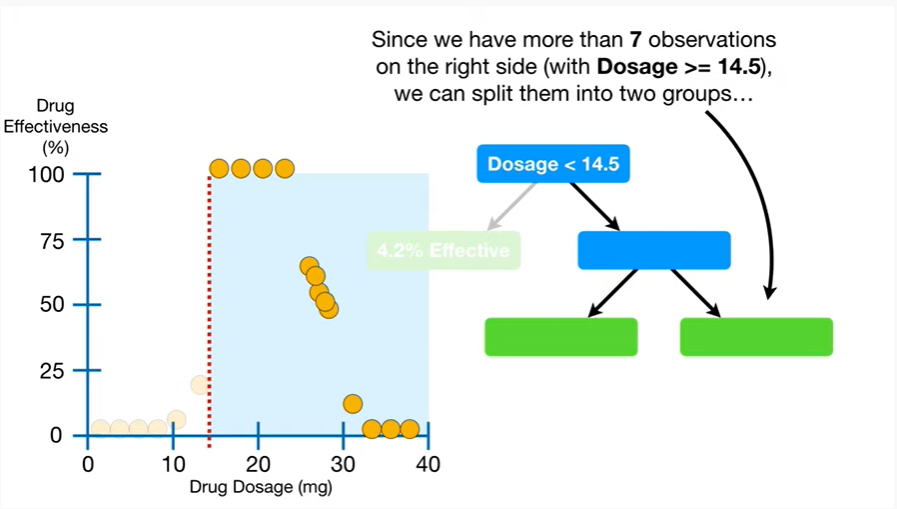 Since we have more than 7 observations
on the right side (with Dosage >= 14.5),
we can split them into two groups…
Drug
Effectiveness
(%)
100
75
50
25
0
0 10 20 30 40
Drug Dosage (mg)
Dosage < 14.5
4.2% Effective